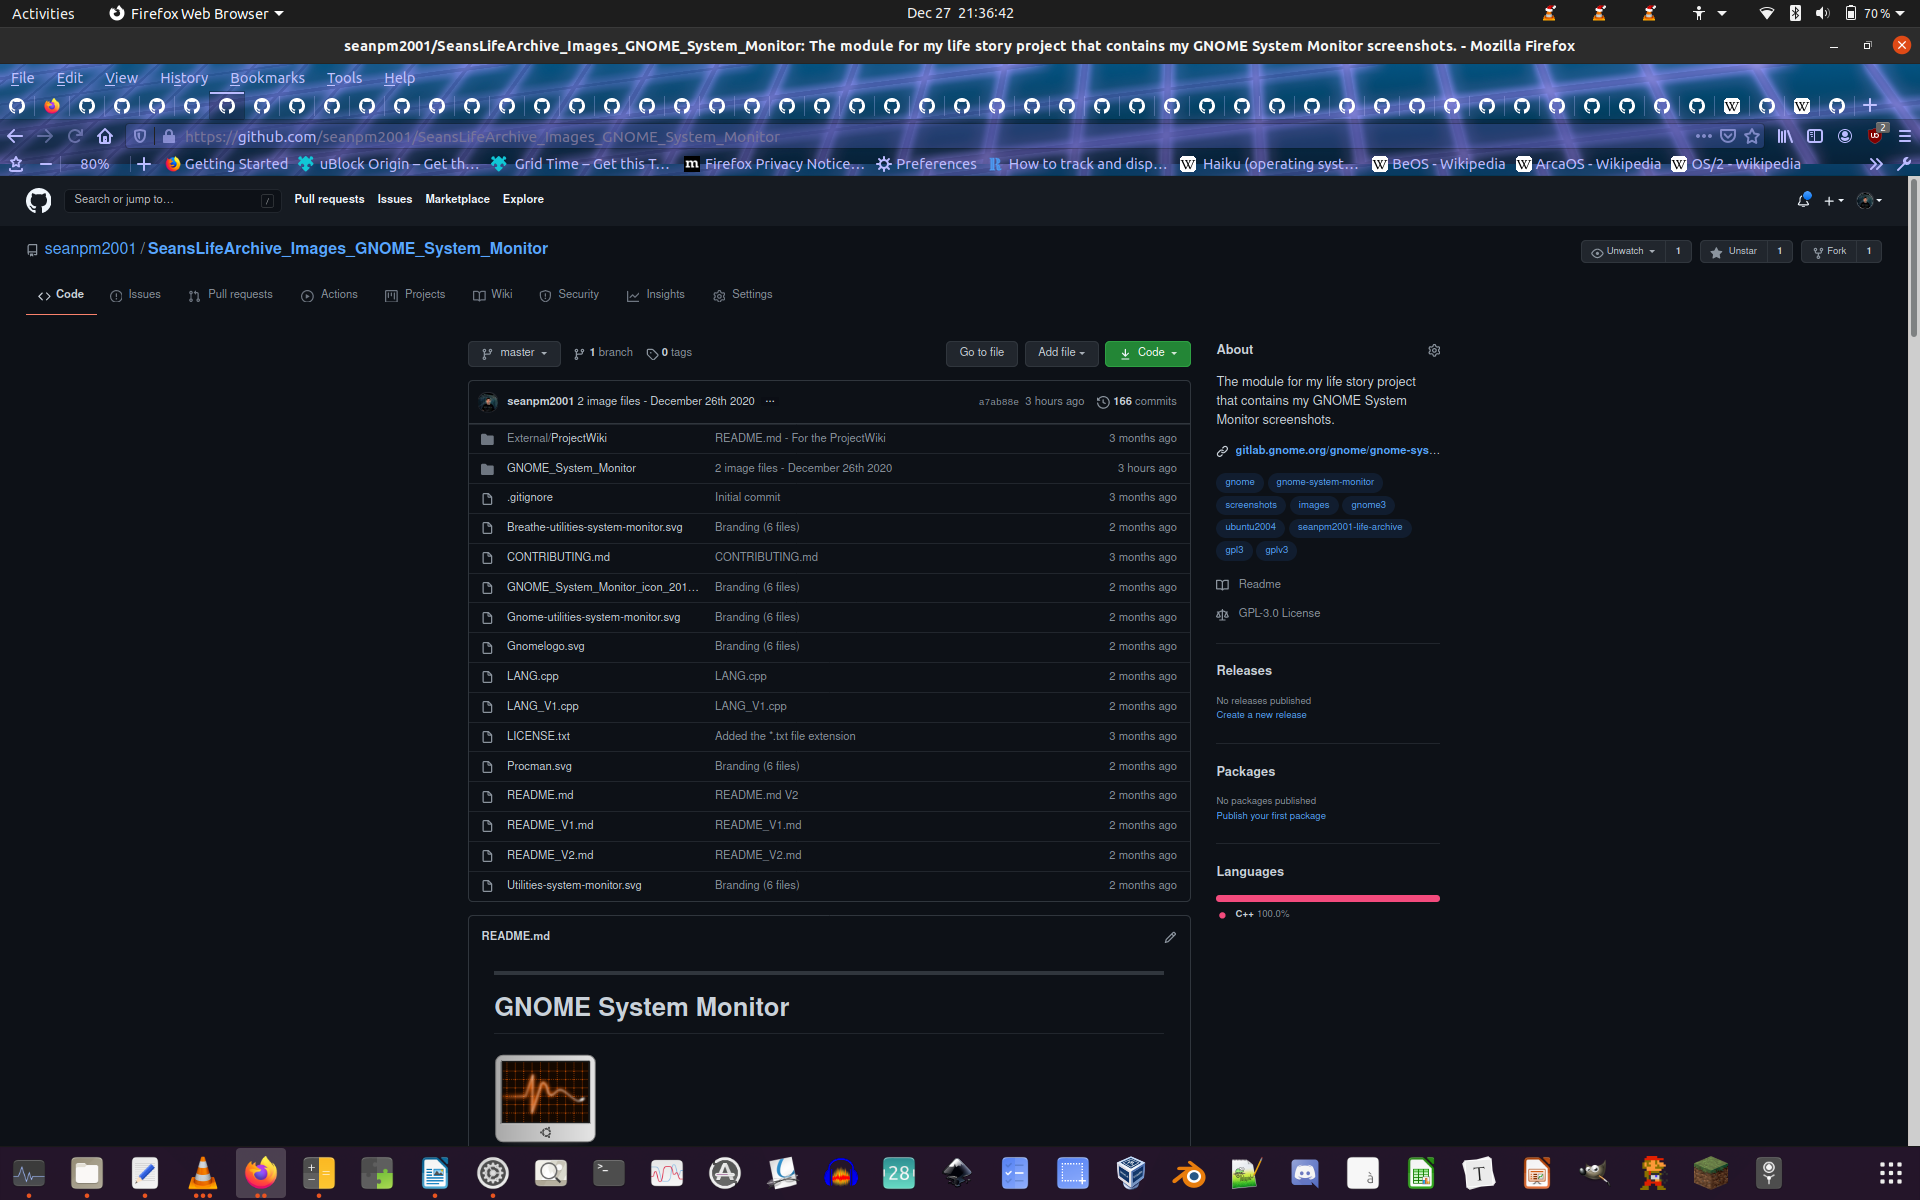 Activities Firefox Web Browser Dec 27 21:36:42 70 %
seanpm2001/SeansLifeArchive_Images_GNOME_System_Monitor: The module for my life story project that contains my GNOME System Monitor screenshots. - Mozilla Firefox
File Edit View History Bookmarks Tools Help
https://github.com/seanpm2001/SeansLifeArchive_Images_GNOME_System_Monitor 2
80% Getting Started uBlock Origin – Get th… Grid Time – Get this T… Firefox Privacy Notice… Preferences How to track and disp… Haiku (operating syst… BeOS - Wikipedia ArcaOS - Wikipedia OS/2 - Wikipedia
Search or jump to… / Pull requests Issues Marketplace Explore
seanpm2001 / SeansLifeArchive_Images_GNOME_System_Monitor Unwatch 1 Unstar 1 Fork 1
Code Issues Pull requests Actions Projects Wiki Security Insights Settings
master 1 branch 0 tags Go to file Add file Code
seanpm2001 2 image files - December 26th 2020 ... a7ab88e 3 hours ago 166 commits
External/ProjectWiki README.md - For the ProjectWiki 3 months ago
GNOME_System_Monitor 2 image files - December 26th 2020 3 hours ago
.gitignore Initial commit 3 months ago
Breathe-utilities-system-monitor.svg Branding (6 files) 2 months ago
CONTRIBUTING.md CONTRIBUTING.md 3 months ago
GNOME_System_Monitor_icon_201… Branding (6 files) 2 months ago
Gnome-utilities-system-monitor.svg Branding (6 files) 2 months ago
Gnomelogo.svg Branding (6 files) 2 months ago
LANG.cpp LANG.cpp 2 months ago
LANG_V1.cpp LANG_V1.cpp 2 months ago
LICENSE.txt Added the *.txt file extension 3 months ago
Procman.svg Branding (6 files) 2 months ago
README.md README.md V2 2 months ago
README_V1.md README_V1.md 2 months ago
README_V2.md README_V2.md 2 months ago
Utilities-system-monitor.svg Branding (6 files) 2 months ago
README.md
GNOME System Monitor
About
The module for my life story project
that contains my GNOME System
Monitor screenshots.
gitlab.gnome.org/gnome/gnome-sys…
gnome gnome-system-monitor
screenshots images gnome3
ubuntu2004 seanpm2001-life-archive
gpl3 gplv3
Readme
GPL-3.0 License
Releases
No releases published
Create a new release
Packages
No packages published
Publish your first package
Languages
C++ 100.0%
28